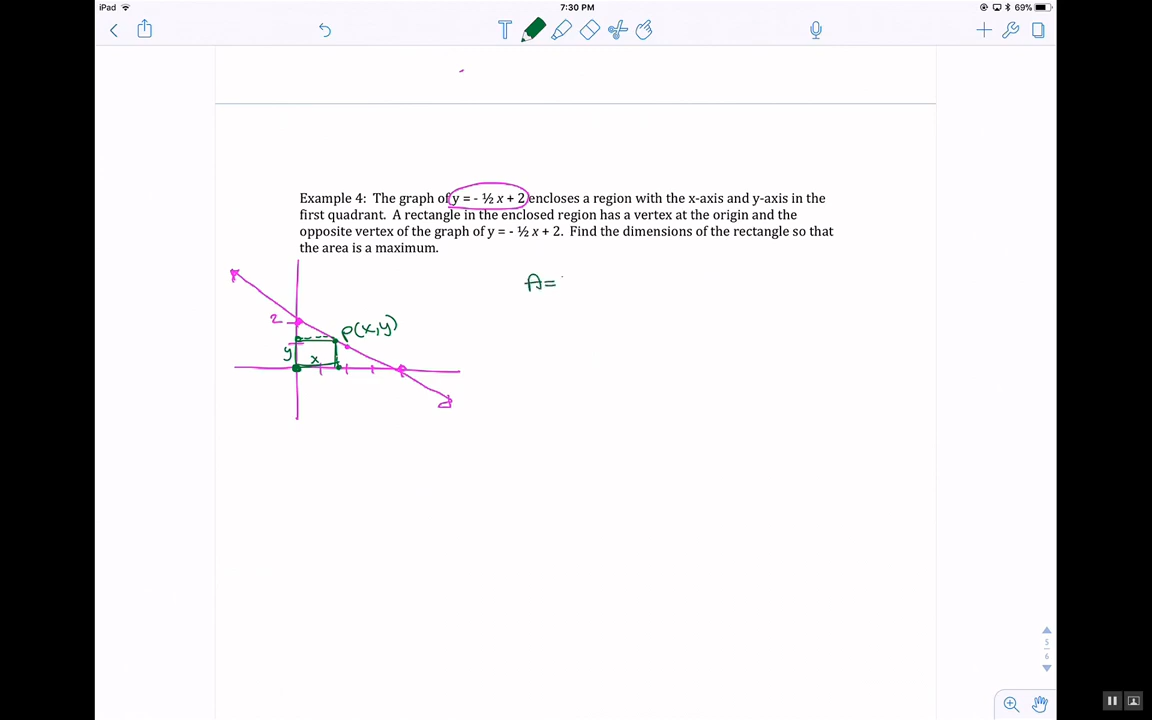 iPad 7:30 PM 69%
T
Example 4: The graph of y = - ½ x + 2 encloses a region with the x-axis and y-axis in the
first quadrant. A rectangle in the enclosed region has a vertex at the origin and the
opposite vertex of the graph of y = - ½ x + 2. Find the dimensions of the rectangle so that
the area is a maximum.
A=
2
P(x,y)
y
x
5
6